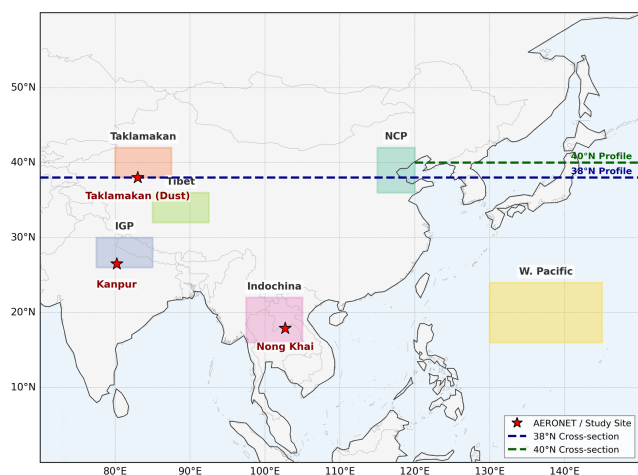 50°N
Taklamakan
NCP
40°N
40°N Profile
38°N Profile
Tibet
Taklamakan (Dust)
IGP
30°N
Kanpur
W. Pacific
Indochina
20°N
Nong Khai
10°N
AERONET / Study Site
38°N Cross-section
40°N Cross-section
80°E 90°E 100°E 110°E 120°E 130°E 140°E